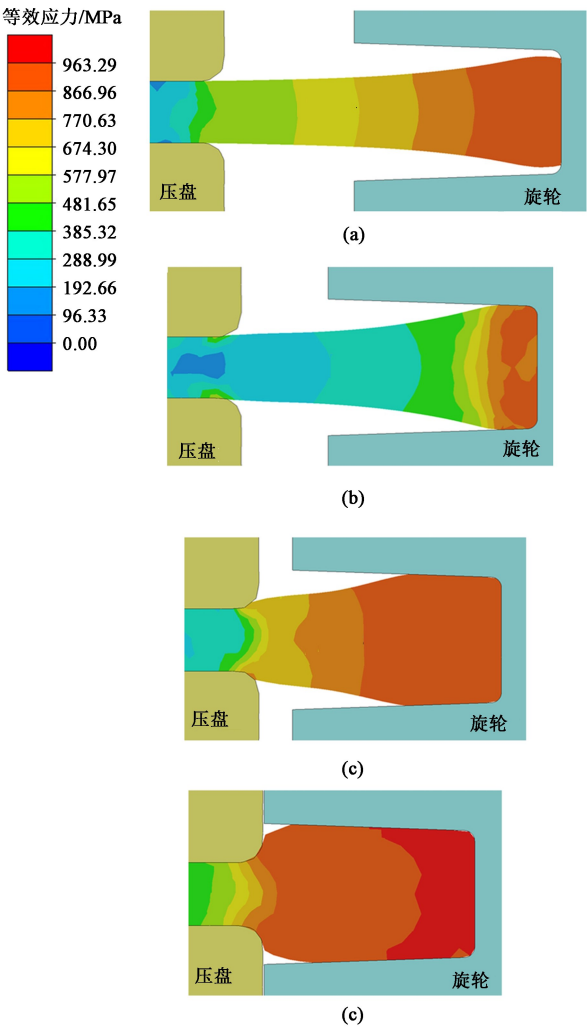 等效应力/MPa
963.29
866.96
770.63
674.30
577.97
481.65
385.32
288.99
192.66
96.33
0.00
压盘
旋轮
(a)
压盘
旋轮
(b)
压盘
旋轮
(c)
压盘
旋轮
(c)